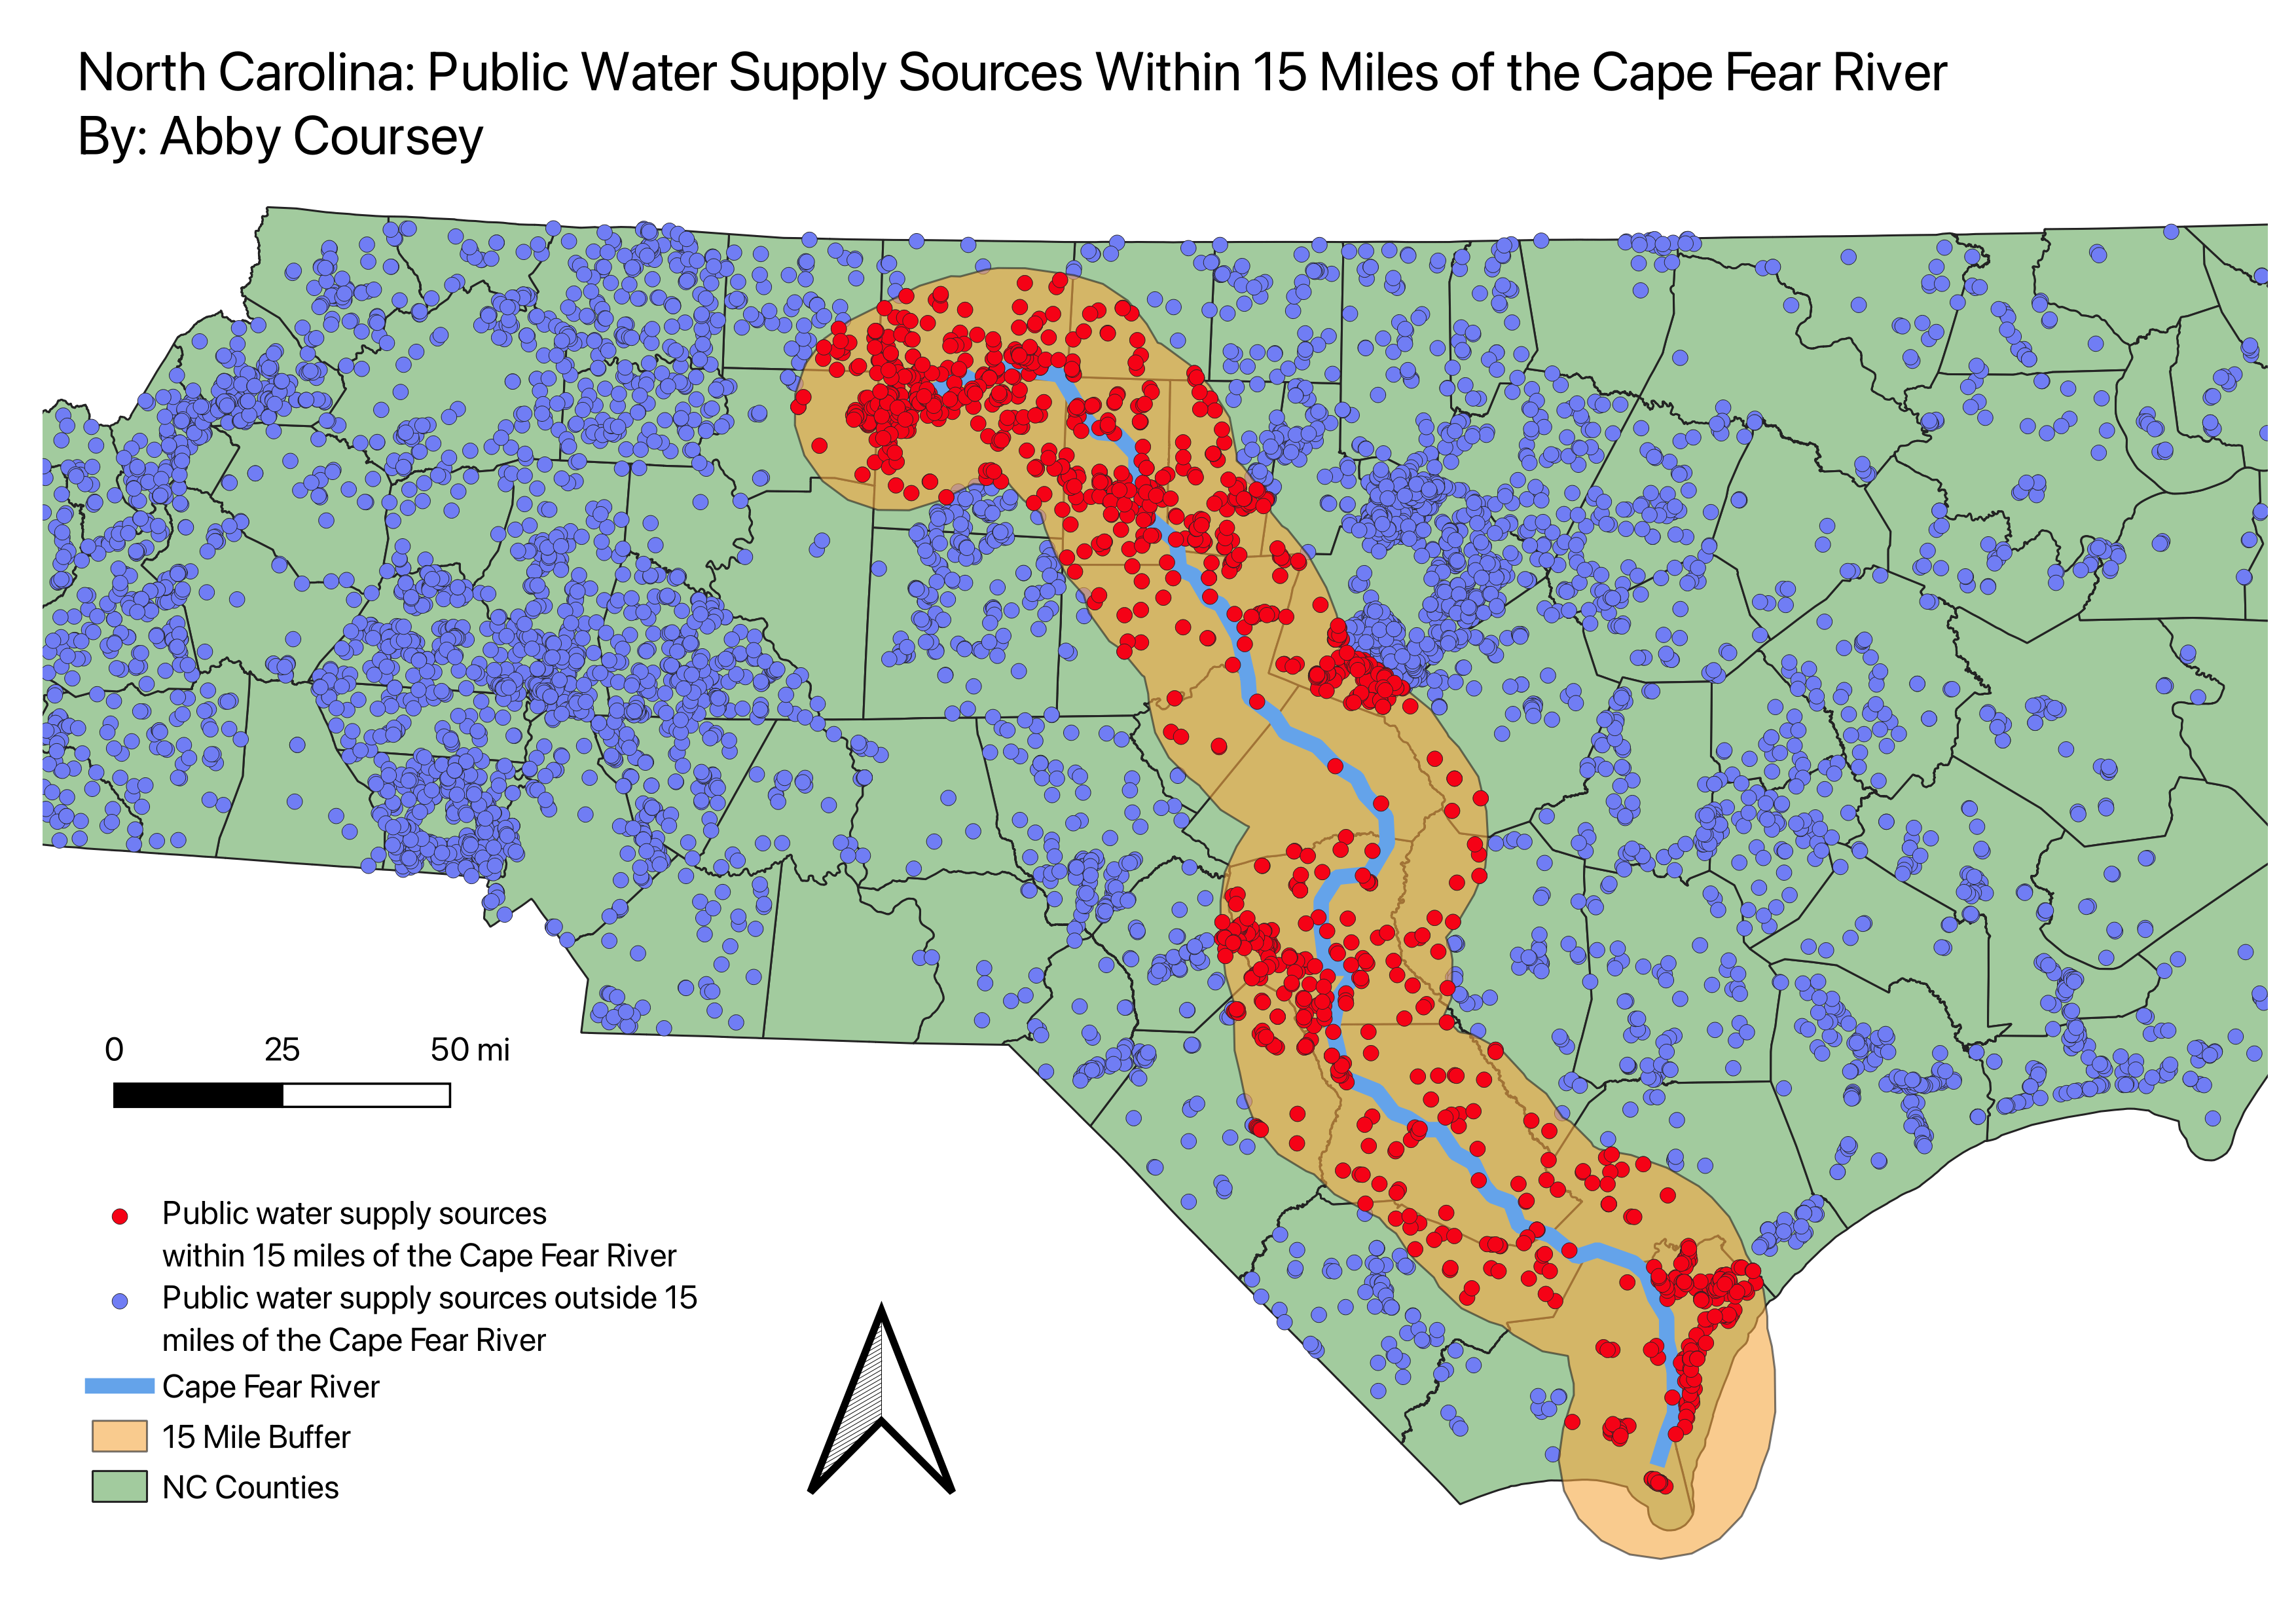 North Carolina: Public Water Supply Sources Within 15 Miles of the Cape Fear River
By: Abby Coursey
0 25 50 mi
Public water supply sources
within 15 miles of the Cape Fear River
Public water supply sources outside 15
miles of the Cape Fear River
Cape Fear River
15 Mile Buffer
NC Counties